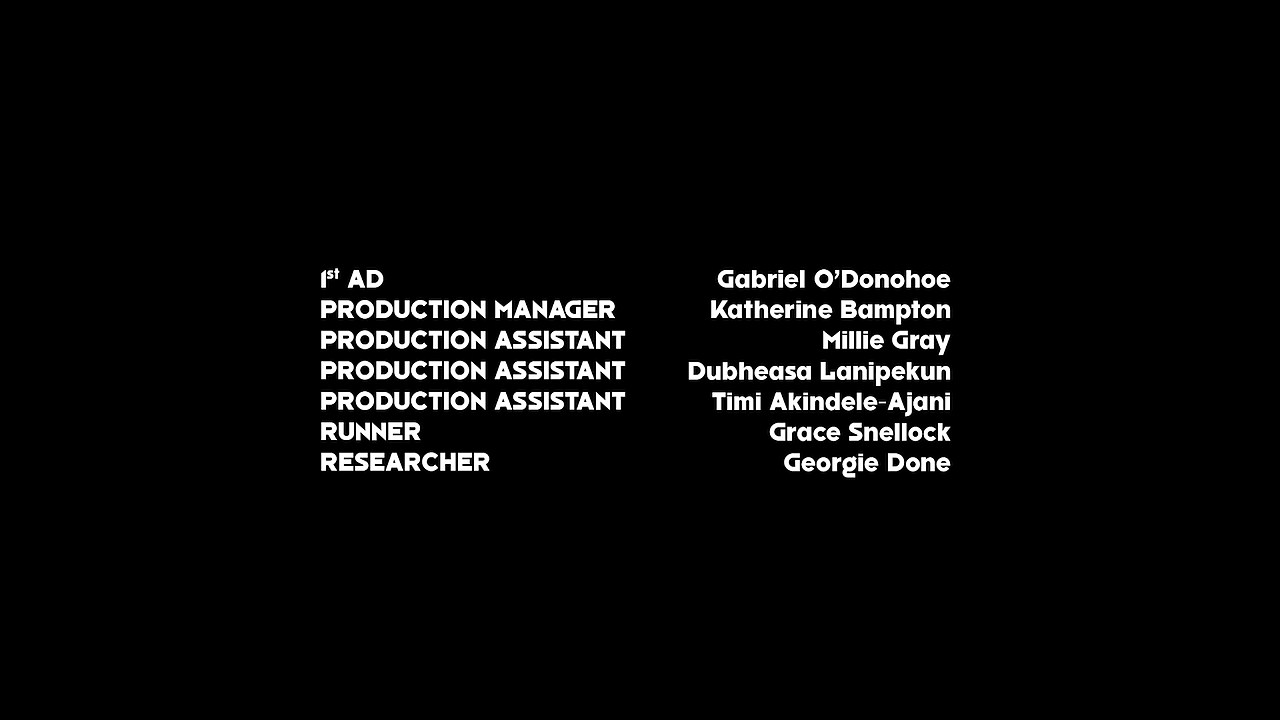 1st AD Gabriel O’Donohoe
PRODUCTION MANAGER Katherine Bampton
PRODUCTION ASSISTANT Millie Gray
PRODUCTION ASSISTANT Dubheasa Lanipekun
PRODUCTION ASSISTANT Timi Akindele-Ajani
RUNNER Grace Snellock
RESEARCHER Georgie Done